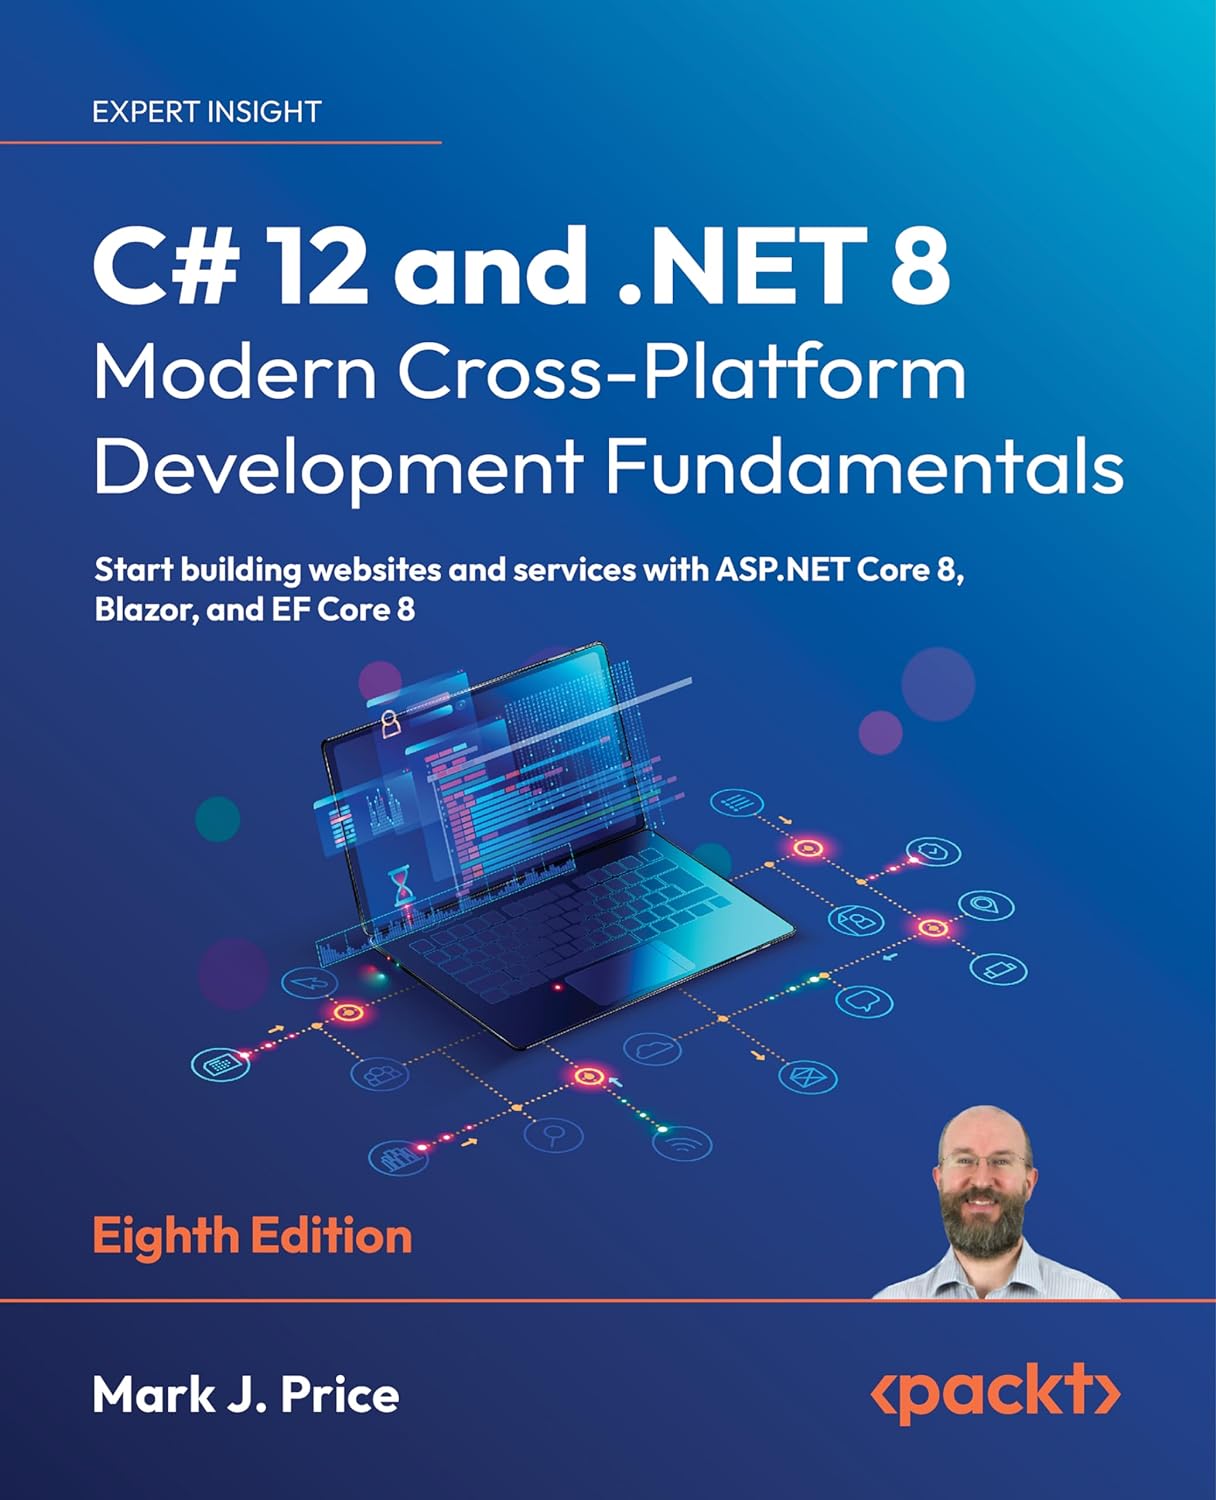 EXPERT INSIGHT
C# 12 and .NET 8
Modern Cross-Platform
Development Fundamentals
Start building websites and services with ASP.NET Core 8,
Blazor, and EF Core 8
Eighth Edition
Mark J. Price
<packt>